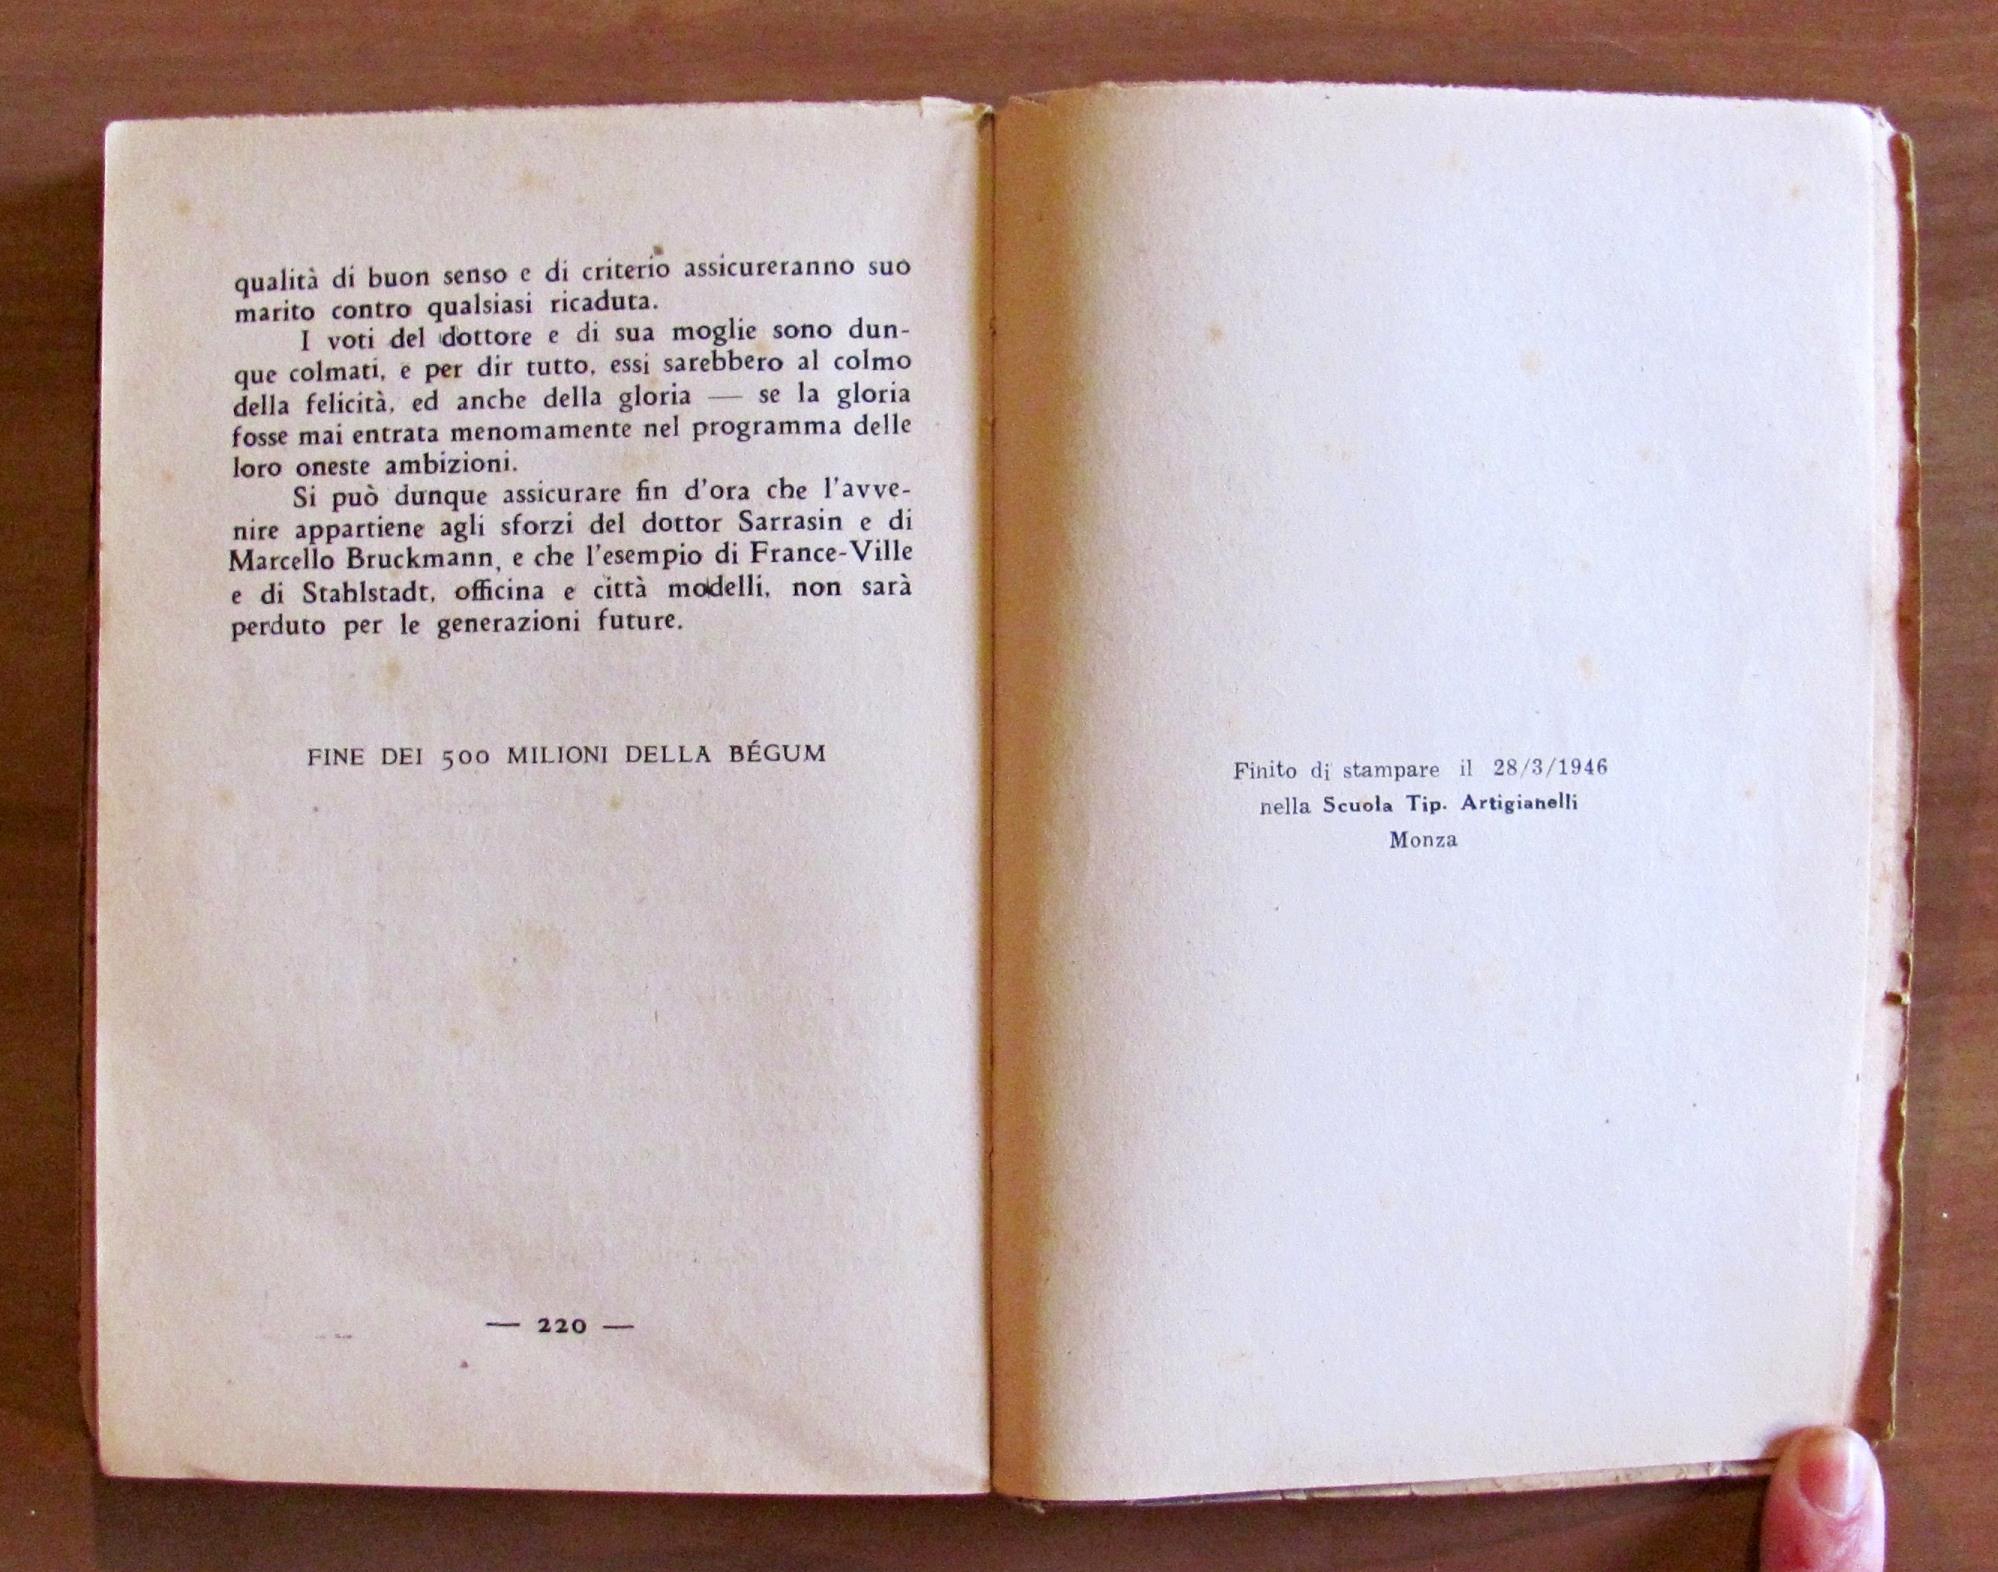 qualità di buon senso e di criterio assicureranno suo
marito contro qualsiasi ricaduta.
I voti del dottore e di sua moglie sono dun-
que colmati, e per dir tutto, essi sarebbero al colmo
della felicità, ed anche della gloria — se la gloria
fosse mai entrata menomamente nel programma delle
loro oneste ambizioni.
Si può dunque assicurare fin d'ora che l'avve-
nire appartiene agli sforzi del dottor Sarrasin e di
Marcello Bruckmann, e che l'esempio di France-Ville
e di Stahlstadt, officina e città modelli, non sarà
perduto per le generazioni future.
FINE DEI 500 MILIONI DELLA BÉGUM
— 220 —
Finito di stampare il 28/3/1946
nella Scuola Tip. Artigianelli
Monza